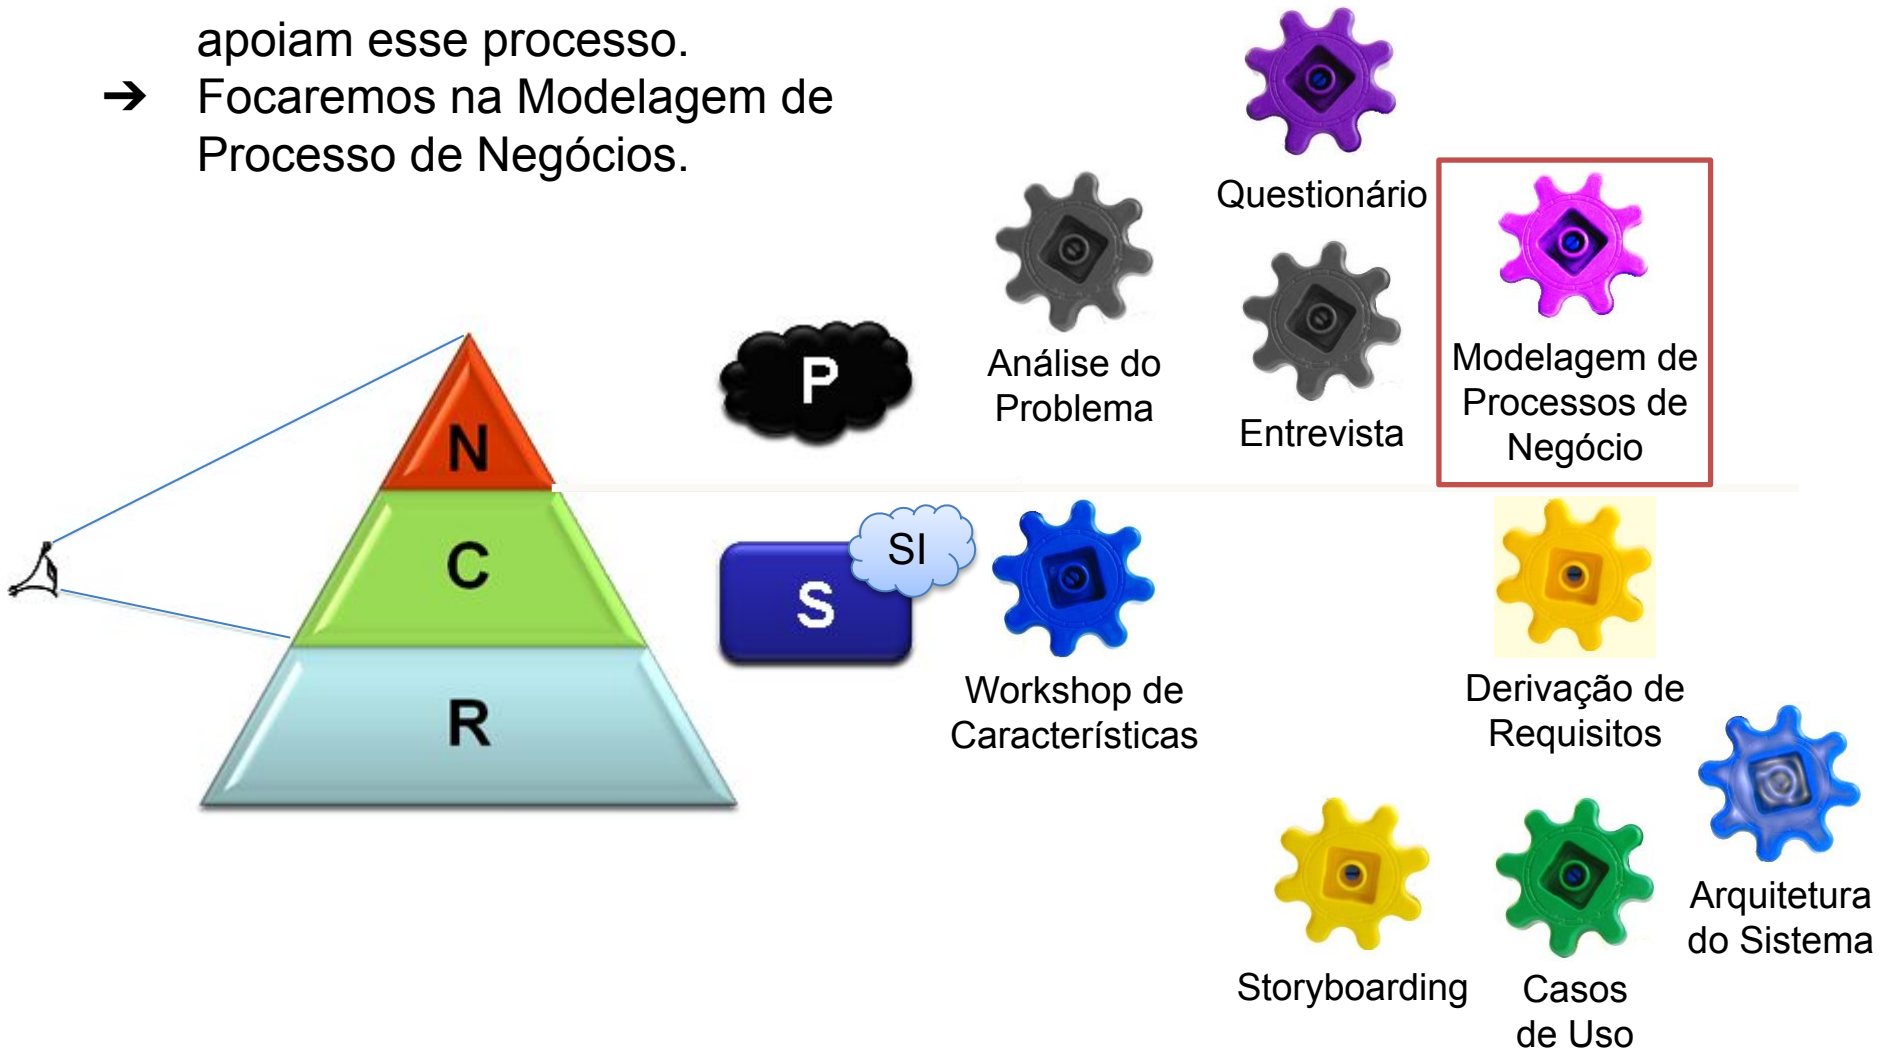 apoiam esse processo.
➔ Focaremos na Modelagem de
Processo de Negócios.
Questionário
Análise do
Problema
Entrevista
Modelagem de
Processos de
Negócio
P
N
C
R
SI
S
Workshop de
Características
Derivação de
Requisitos
Storyboarding
Casos
de Uso
Arquitetura
do Sistema